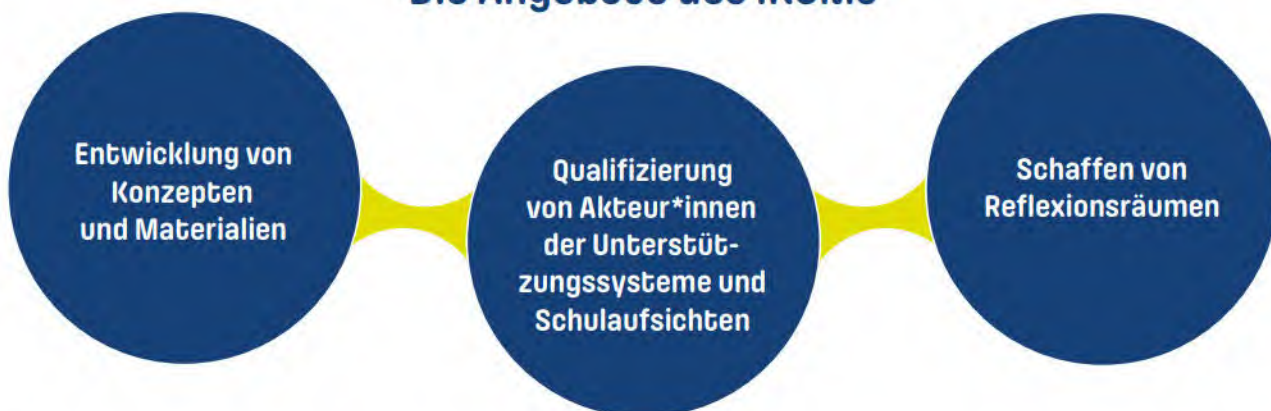 Die Angebote des
Entwicklung von
Konzepten
und Materialien
Qualifizierung
von Akteur*innen
der Unterstüt-
zungssysteme und
Schulaufsichten
Schaffen von
Reflexionsräumen